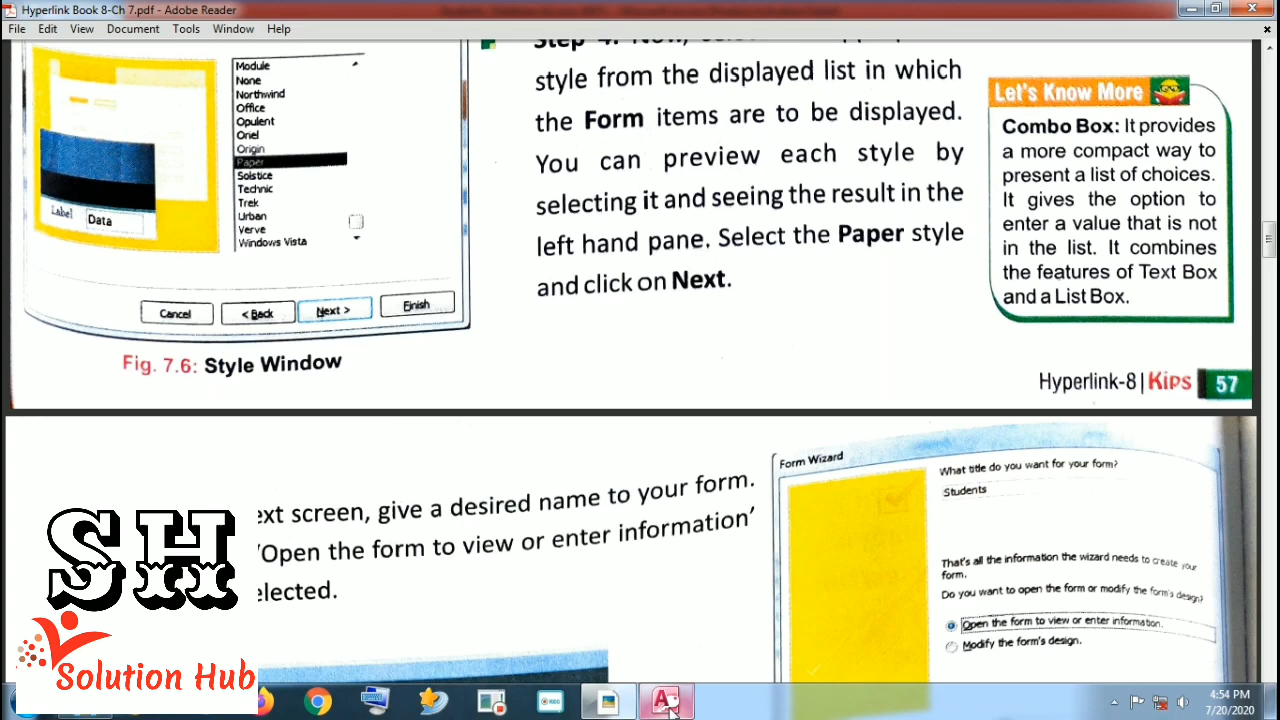 Hyperlink Book 8-Ch 7.pdf - Adobe Reader
File Edit View Document Tools Window Help
Module
None
Northwind
Office
Opulent
Oriel
Origin
Paper
Solstice
Technic
Trek
Urban
Verve
Windows Vista
Label Data
Cancel < Back Next > Finish
Fig. 7.6: Style Window
style from the displayed list in which
the Form items are to be displayed.
You can preview each style by
selecting it and seeing the result in the
left hand pane. Select the Paper style
and click on Next.
Let's Know More
Combo Box: It provides
a more compact way to
present a list of choices.
It gives the option to
enter a value that is not
in the list. It combines
the features of Text Box
and a List Box.
Hyperlink-8 | Kips 57
ext screen, give a desired name to your form.
'Open the form to view or enter information'
elected.
Form Wizard
What title do you want for your form?
Students
That's all the information the wizard needs to create your
form.
Do you want to open the form or modify the form's design?
Open the form to view or enter information.
Modify the form's design.
SH
Solution Hub
4:54 PM
7/20/2020